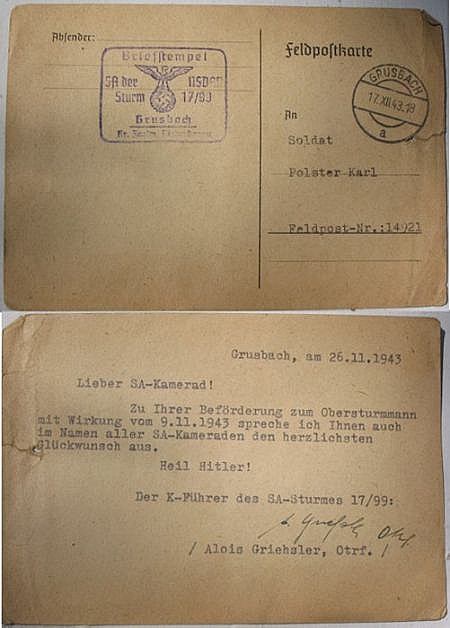 Absender:
Briefstempel
SA der NSDAP
Sturm 17/99
Grusbach
Kr. Znaim,
Feldpostkarte
GRUSBACH
17.XII.43.18
a
An
Soldat
Polster Karl
Feldpost-Nr.:14921
Grusbach, am 26.11.1943
Lieber SA-Kamerad!
Zu Ihrer Beförderung zum Obersturmmann
mit Wirkung vom 9.11.1943 spreche ich Ihnen auch
im Namen aller SA-Kameraden den herzlichsten
Glückwunsch aus.
Heil Hitler!
Der K-Führer des SA-Sturmes 17/99:
/ Alois Griehsler, Otrf. /